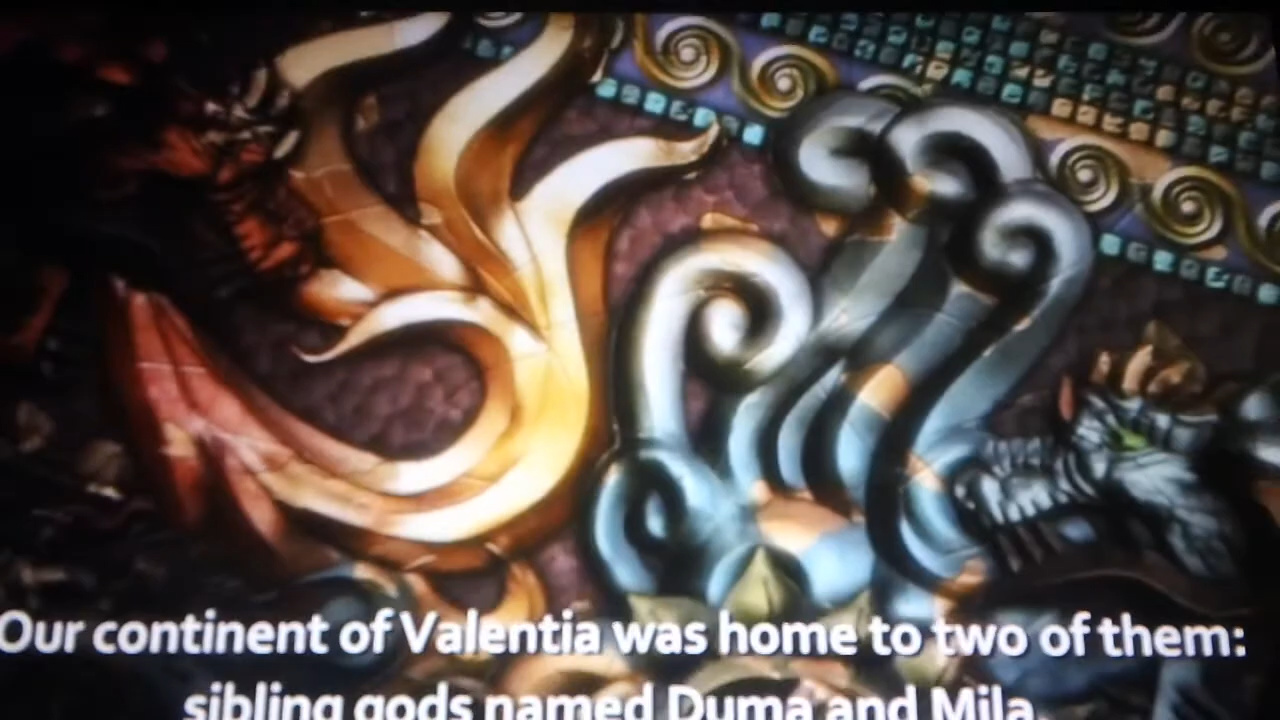 Our continent of Valentia was home to two of them:
sibling gods named Duma and Mila.